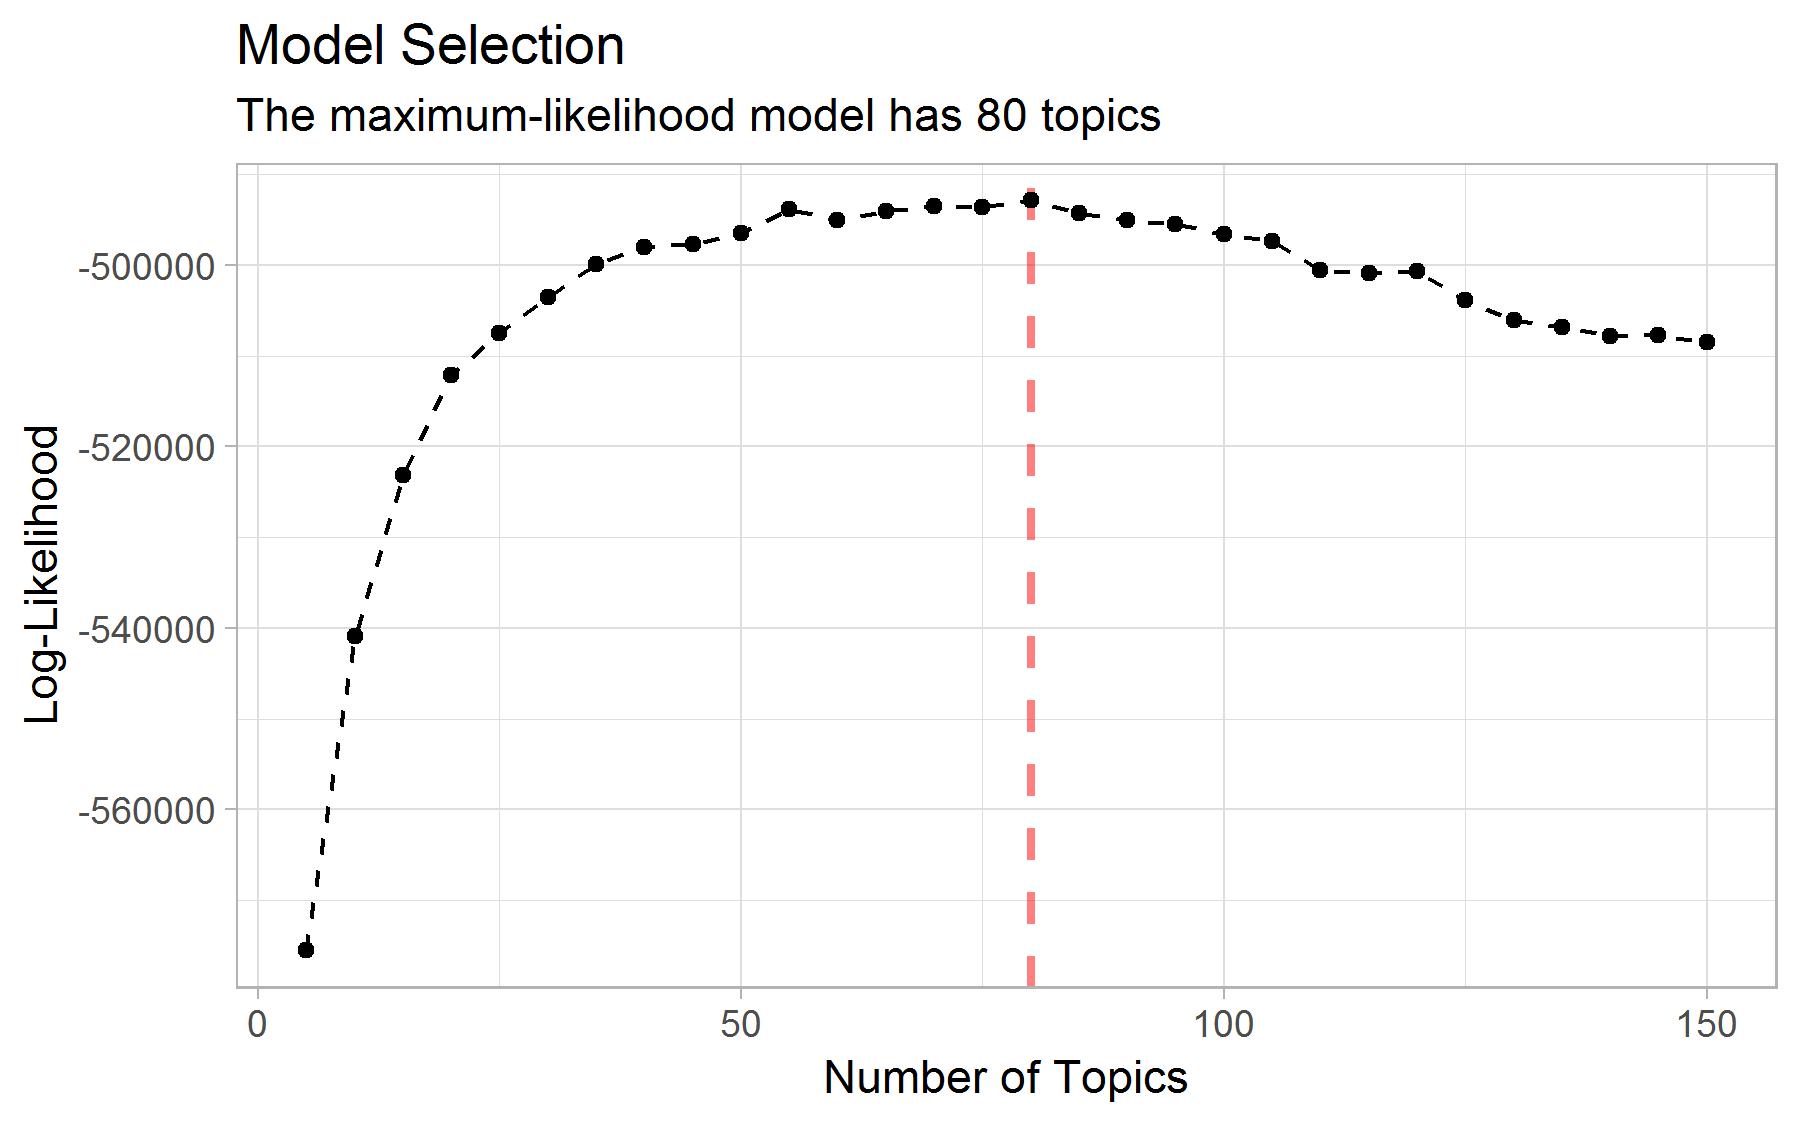 Model Selection
The maximum-likelihood model has 80 topics
Log-Likelihood
-500000
-520000
-540000
-560000
0 50 100 150
Number of Topics